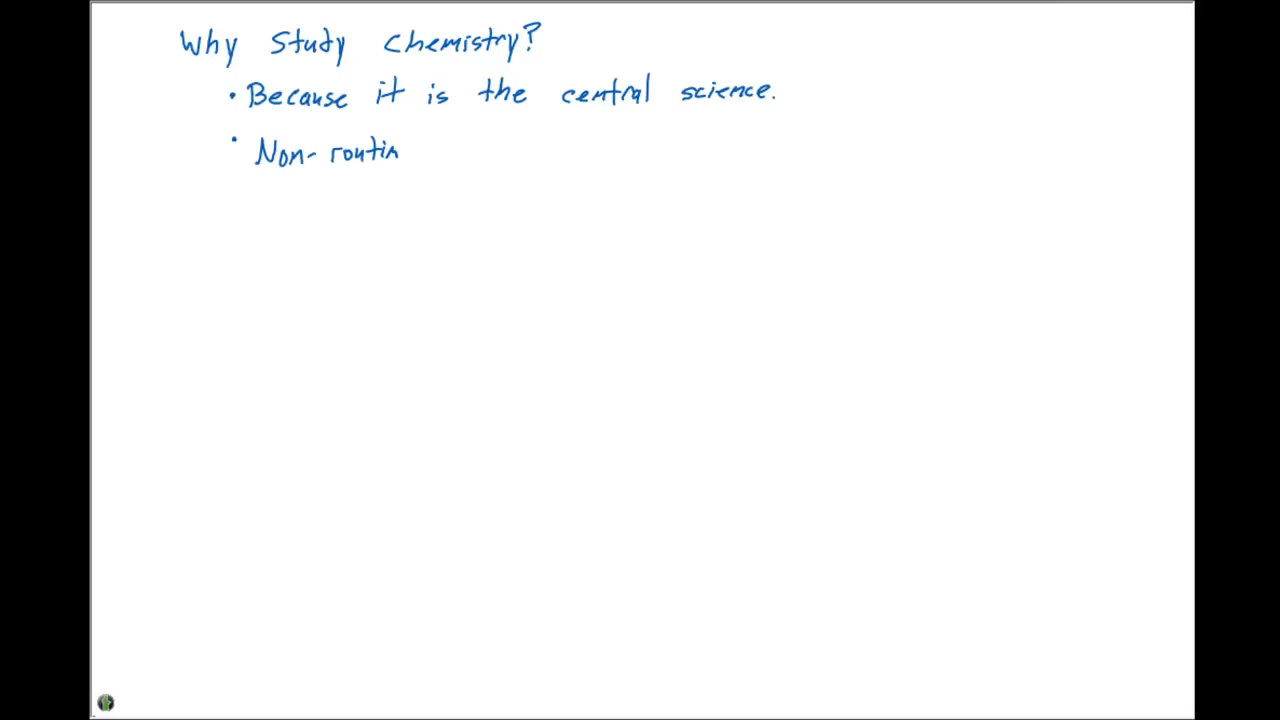 Why Study Chemistry?
• Because it is the central science.
• Non-routin